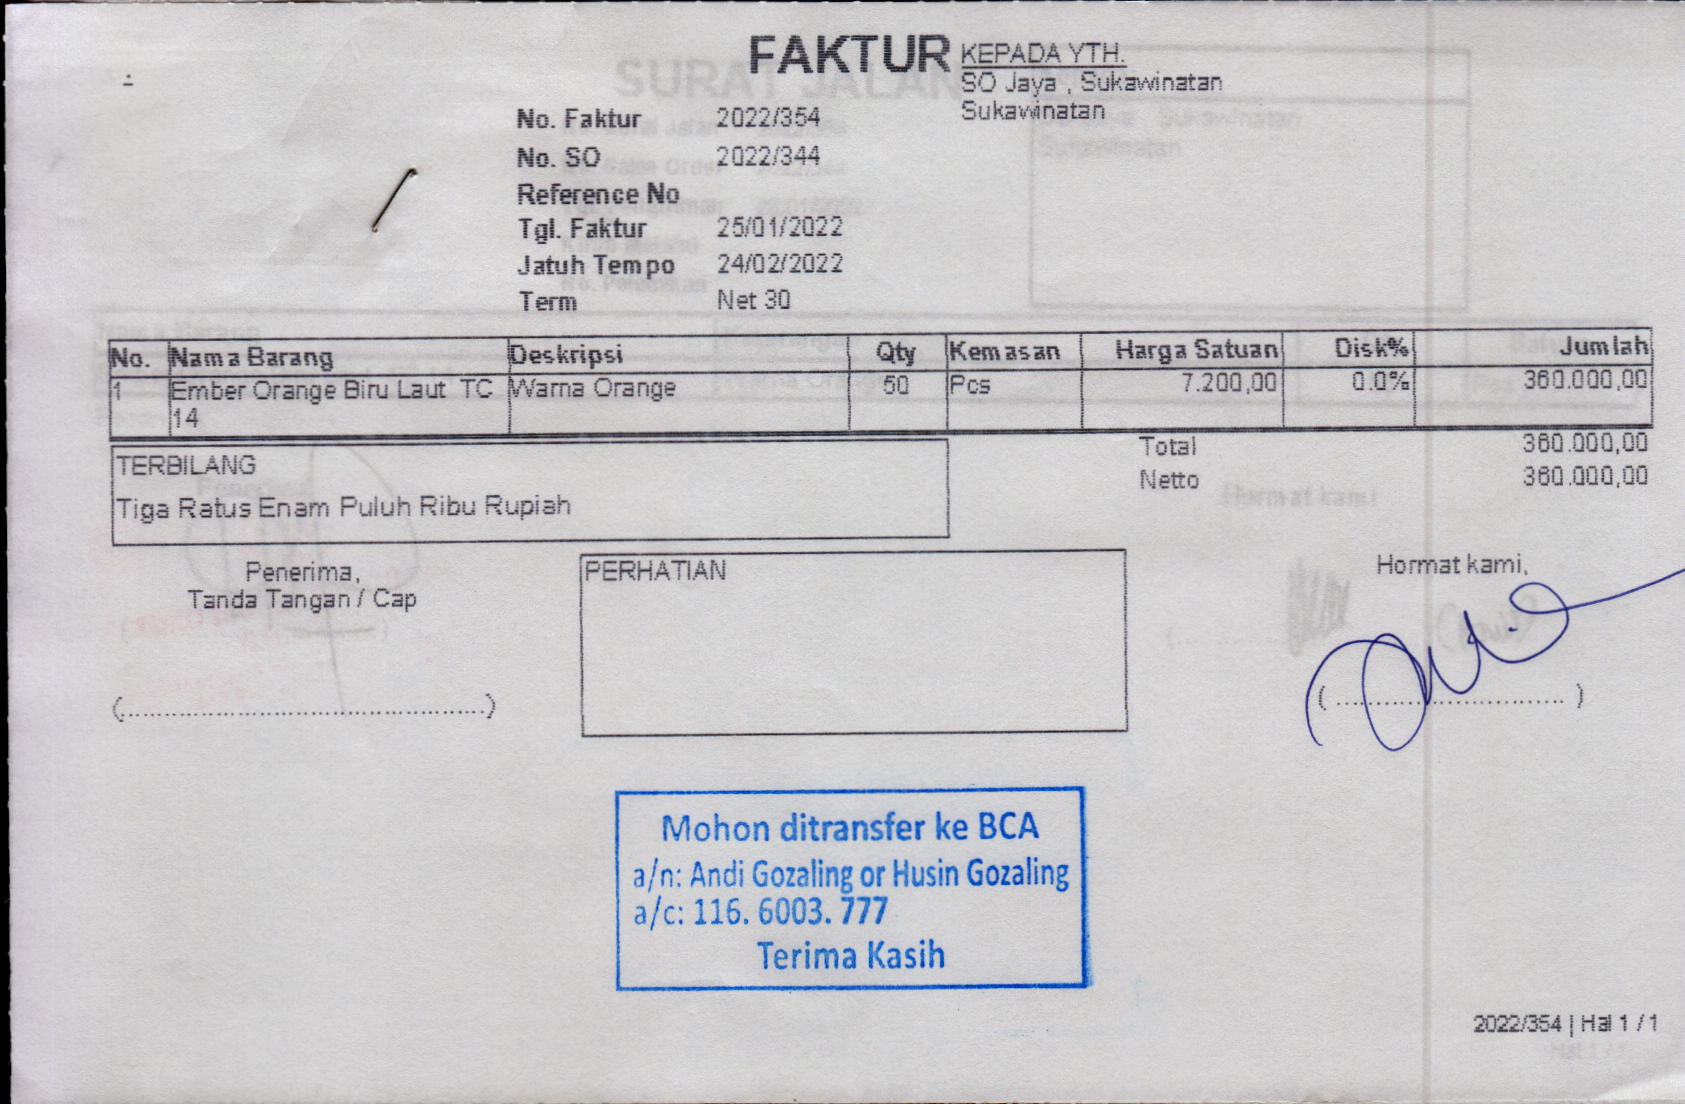 FAKTUR
KEPADA YTH.
SO Jaya , Sukawinatan
Sukawinatan
No. Faktur 2022/354
No. SO 2022/344
Reference No
Tgl. Faktur 25/01/2022
Jatuh Tempo 24/02/2022
Term Net 30
No. Nama Barang Deskripsi Qty Kemasan Harga Satuan Disk% Jumlah
1 Ember Orange Biru Laut TC Warna Orange 50 Pcs 7.200,00 0.0% 360.000,00
14
Total 360.000,00
Netto 360.000,00
TERBILANG
Tiga Ratus Enam Puluh Ribu Rupiah
Penerima,
Tanda Tangan / Cap
(..............................................)
PERHATIAN
Hormat kami,
( ............................. )
Mohon ditransfer ke BCA
a/n: Andi Gozaling or Husin Gozaling
a/c: 116. 6003. 777
Terima Kasih
2022/354 | Hal 1 / 1